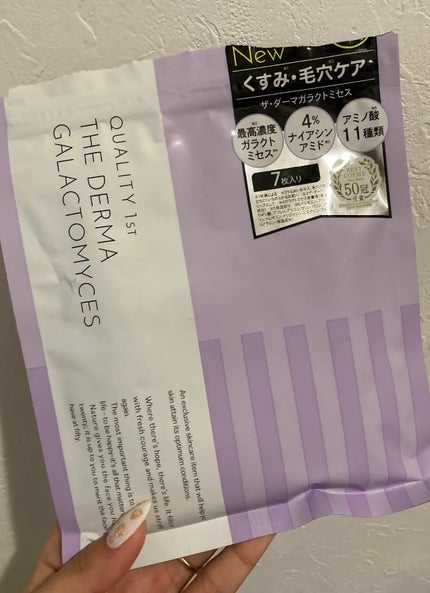 New
くすみ・毛穴ケア
ザ・ダーマガラクトミセス
最高濃度
ガラクト
ミセス
4%
ナイアシン
アミド
アミノ酸
11種類
7枚入り
50冠
受賞
QUALITY 1ST
THE DERMA
GALACTOMYCES
An exclusive skincare item that will help
skin attain its optimum conditions.
Where there's hope, there's life. It fills
with fresh courage and makes us
again.
The most important thing is to
life - to be happy-it's all that matters
Nature gives you the face you
twenty; it is up to you to merit the face
have at fifty.